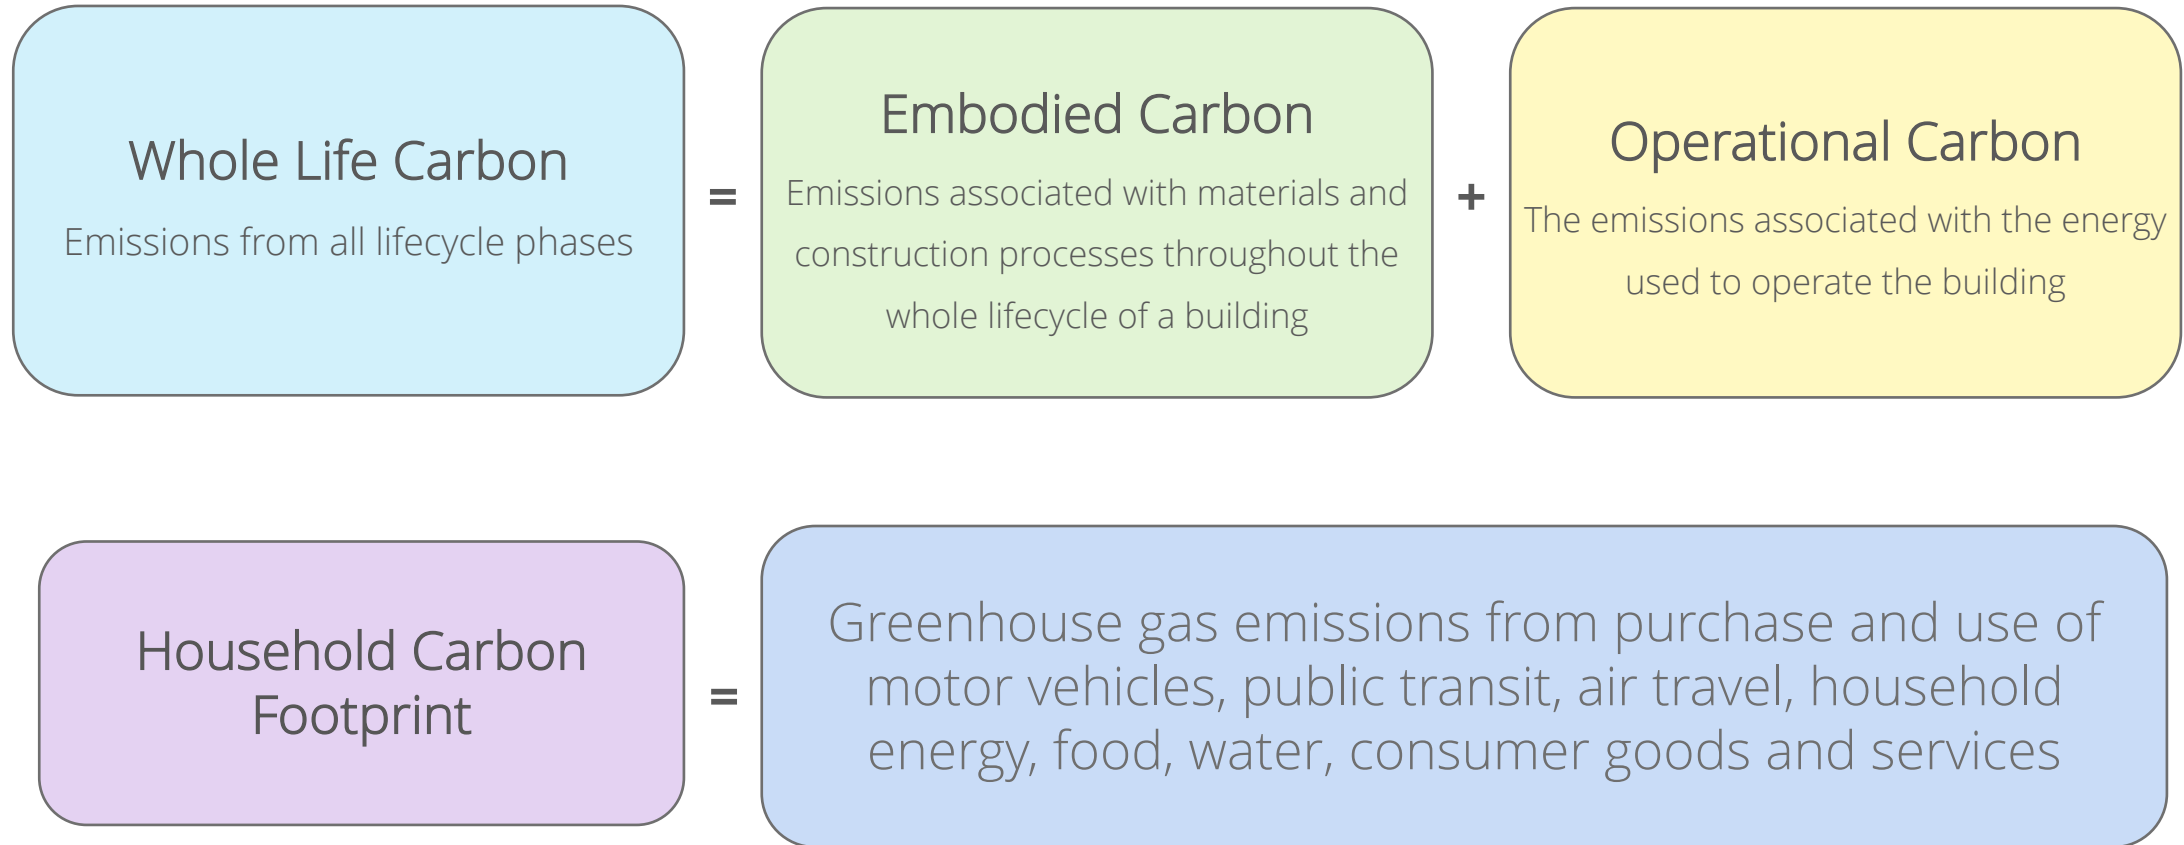 Whole Life Carbon
Emissions from all lifecycle phases
=
Embodied Carbon
Emissions associated with materials and
construction processes throughout the
whole lifecycle of a building
+
Operational Carbon
The emissions associated with the energy
used to operate the building
Household Carbon
Footprint
=
Greenhouse gas emissions from purchase and use of
motor vehicles, public transit, air travel, household
energy, food, water, consumer goods and services